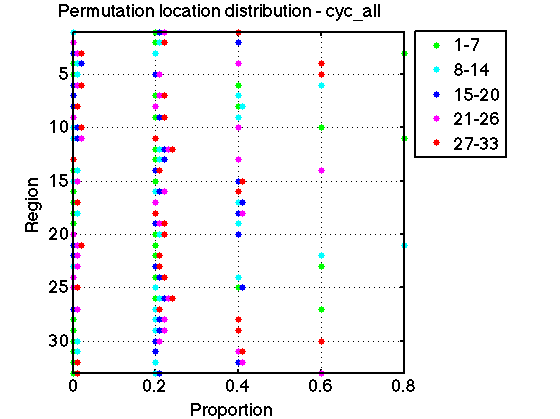 Permutation location distribution - cyc_all
1-7
8-14
15-20
21-26
27-33
5
10
15
20
25
30
Region
0 0.2 0.4 0.6 0.8
Proportion